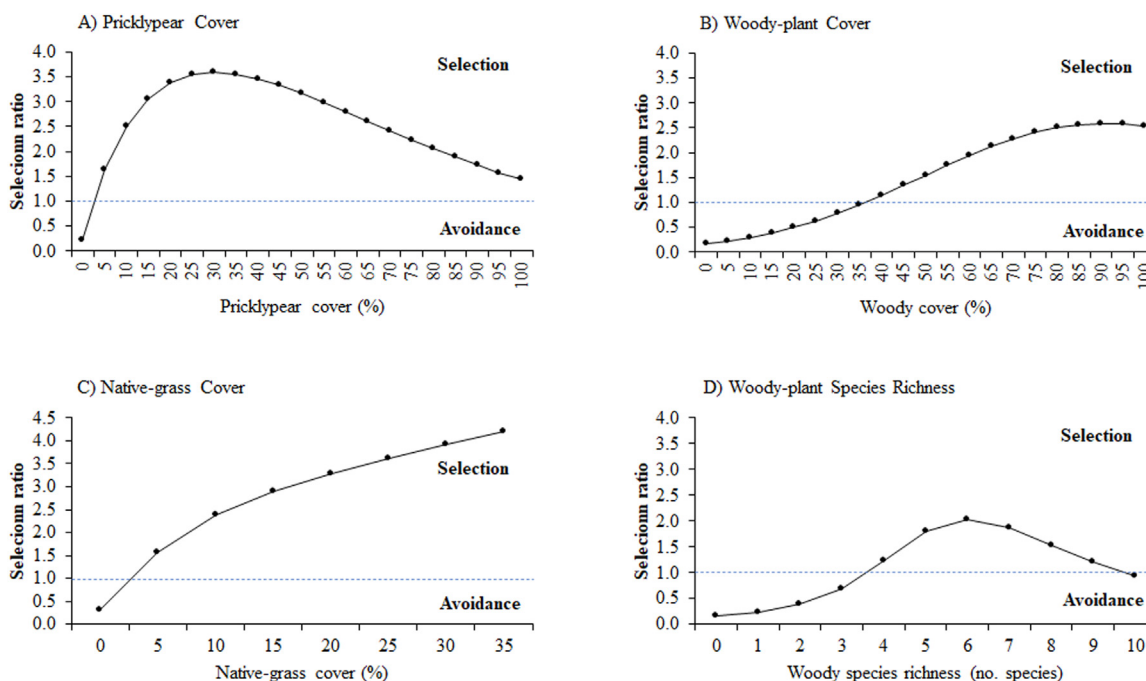 A) Pricklypear Cover
4.0
3.5
3.0
2.5
2.0
1.5
1.0
0.5
0.0
Selecionn ratio
Selection
Avoidance
0 5 10 15 20 25 30 35 40 45 50 55 60 65 70 75 80 85 90 95 100
Pricklypear cover (%)
B) Woody-plant Cover
4.0
3.5
3.0
2.5
2.0
1.5
1.0
0.5
0.0
Selecionn ratio
Selection
Avoidance
0 5 10 15 20 25 30 35 40 45 50 55 60 65 70 75 80 85 90 95 100
Woody cover (%)
C) Native-grass Cover
4.5
4.0
3.5
3.0
2.5
2.0
1.5
1.0
0.5
0.0
Selecionn ratio
Selection
Avoidance
0 5 10 15 20 25 30 35
Native-grass cover (%)
D) Woody-plant Species Richness
4.0
3.5
3.0
2.5
2.0
1.5
1.0
0.5
0.0
Selecionn ratio
Selection
Avoidance
0 1 2 3 4 5 6 7 8 9 10
Woody species richness (no. species)